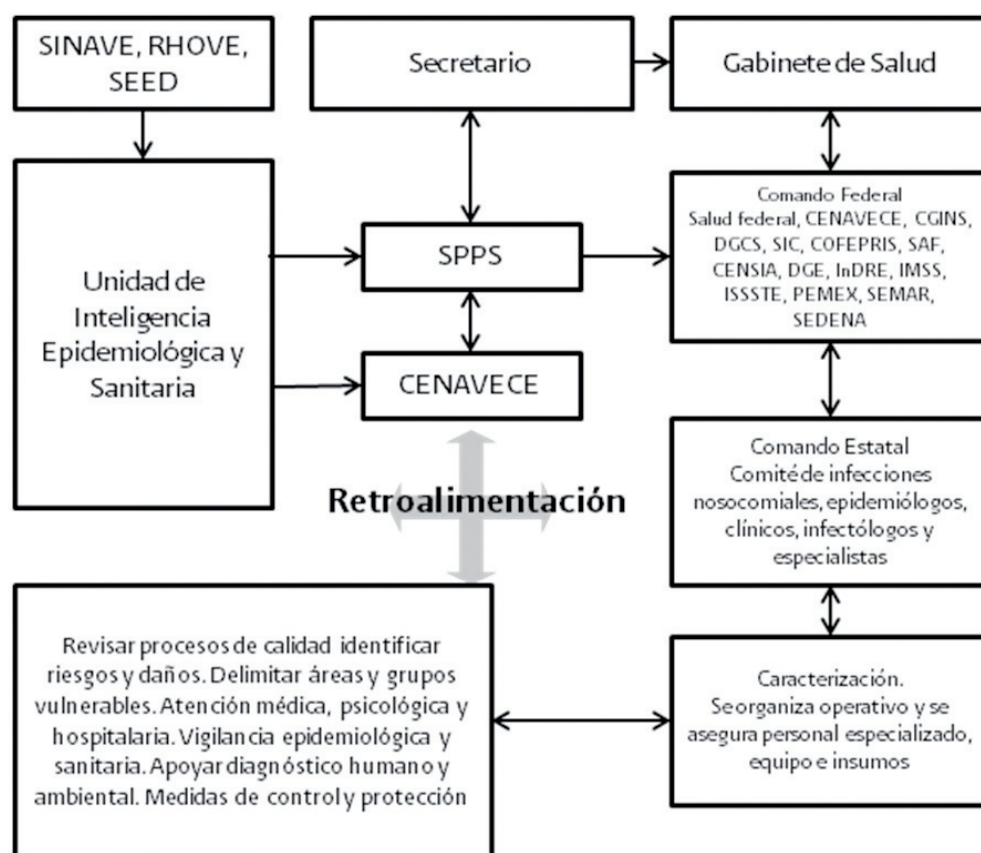 SINAVE, RHOVE,
SEED
Secretario
Gabinete de Salud
Unidad de
Inteligencia
Epidemiológica y
Sanitaria
SPPS
CENAVECE
Comando Federal
Salud federal, CENAVECE, CGINS,
DGCS, SIC, COFEPRIS, SAF,
CENSIA, DGE, InDRE, IMSS,
ISSSTE, PEMEX, SEMAR,
SEDENA
Comando Estatal
Comité de infecciones
nosocomiales, epidemiólogos,
clínicos, infectólogos y
especialistas
Retroalimentación
Revisar procesos de calidad identificar
riesgos y daños. Delimitar áreas y grupos
vulnerables. Atención médica, psicológica y
hospitalaria. Vigilancia epidemiológica y
sanitaria. Apoyar diagnóstico humano y
ambiental. Medidas de control y protección
Caracterización.
Se organiza operativo y se
asegura personal especializado,
equipo e insumos